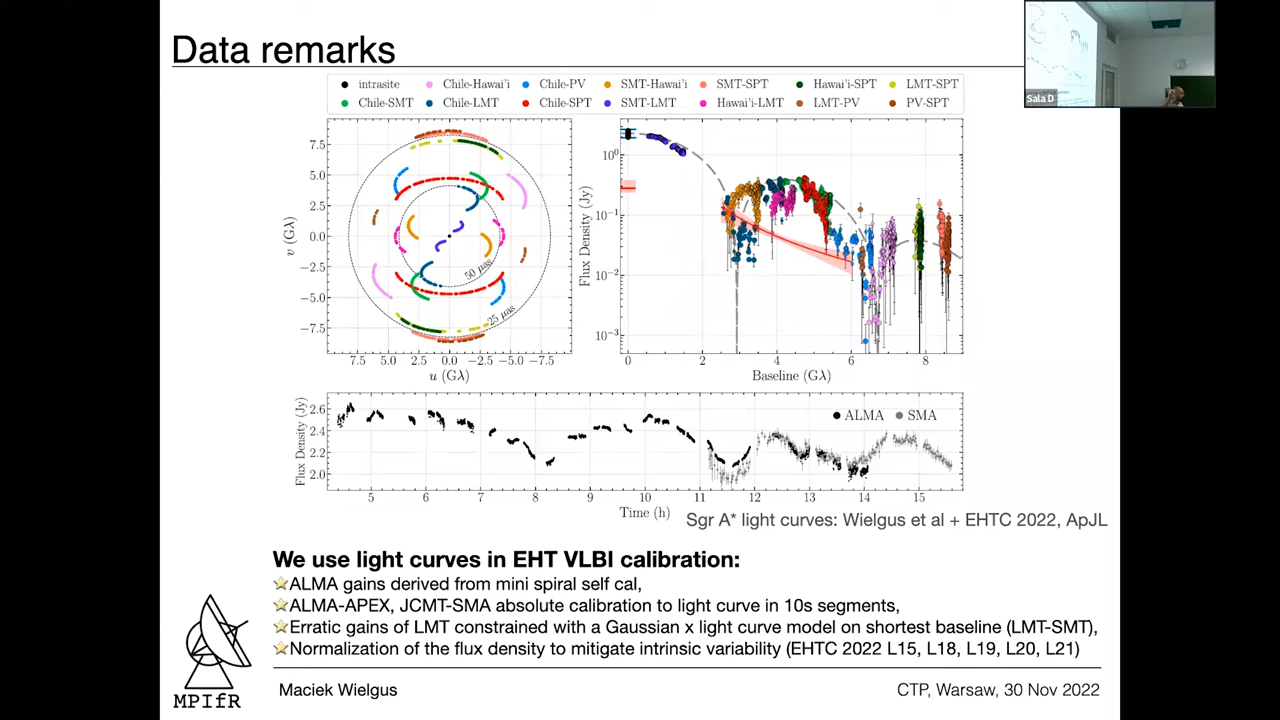 Data remarks
intrasite Chile-Hawai'i Chile-PV SMT-Hawai'i SMT-SPT Hawai'i-SPT LMT-SPT
Chile-SMT Chile-LMT Chile-SPT SMT-LMT Hawai'i-LMT LMT-PV PV-SPT
Sala D
7.5
5.0
2.5
0.0
−2.5
−5.0
−7.5
v (Gλ)
50 μas
25 μas
7.5 5.0 2.5 0.0 −2.5 −5.0 −7.5
u (Gλ)
10⁰
10⁻¹
10⁻²
10⁻³
Flux Density (Jy)
0 2 4 6 8
Baseline (Gλ)
2.6
2.4
2.2
2.0
Flux Density (Jy)
ALMA SMA
5 6 7 8 9 10 11 12 13 14 15
Time (h)
Sgr A* light curves: Wielgus et al + EHTC 2022, ApJL
We use light curves in EHT VLBI calibration:
ALMA gains derived from mini spiral self cal,
ALMA-APEX, JCMT-SMA absolute calibration to light curve in 10s segments,
Erratic gains of LMT constrained with a Gaussian x light curve model on shortest baseline (LMT-SMT),
Normalization of the flux density to mitigate intrinsic variability (EHTC 2022 L15, L18, L19, L20, L21)
MPIfR
Maciek Wielgus
CTP, Warsaw, 30 Nov 2022